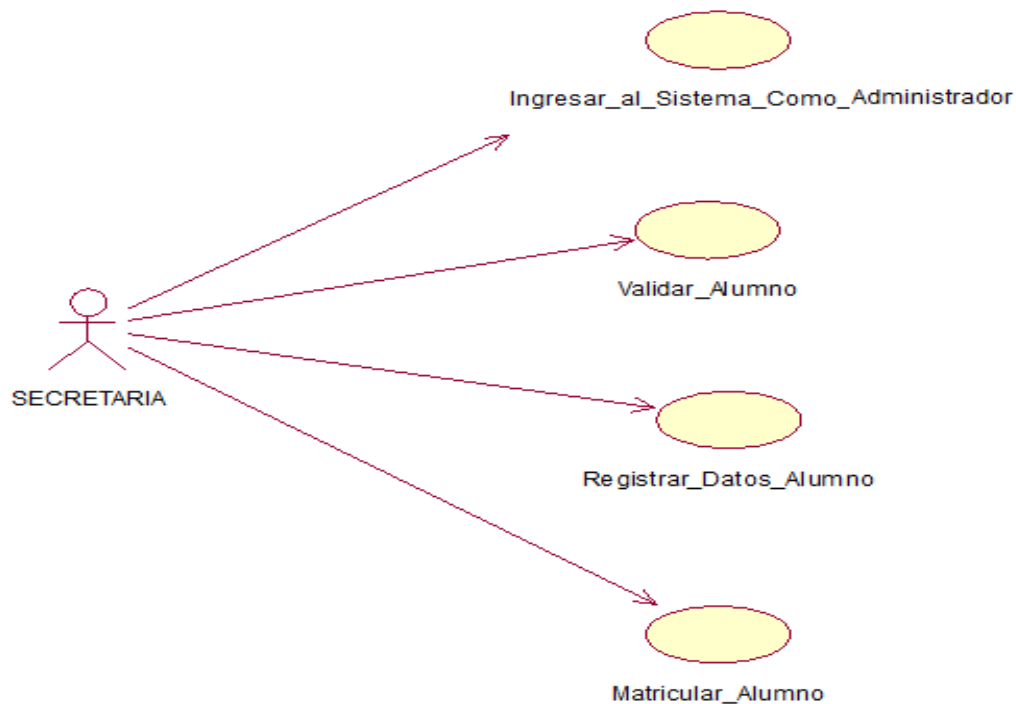 Ingresar_al_Sistema_Como_Administrador
Validar_Alumno
SECRETARIA
Registrar_Datos_Alumno
Matricular_Alumno